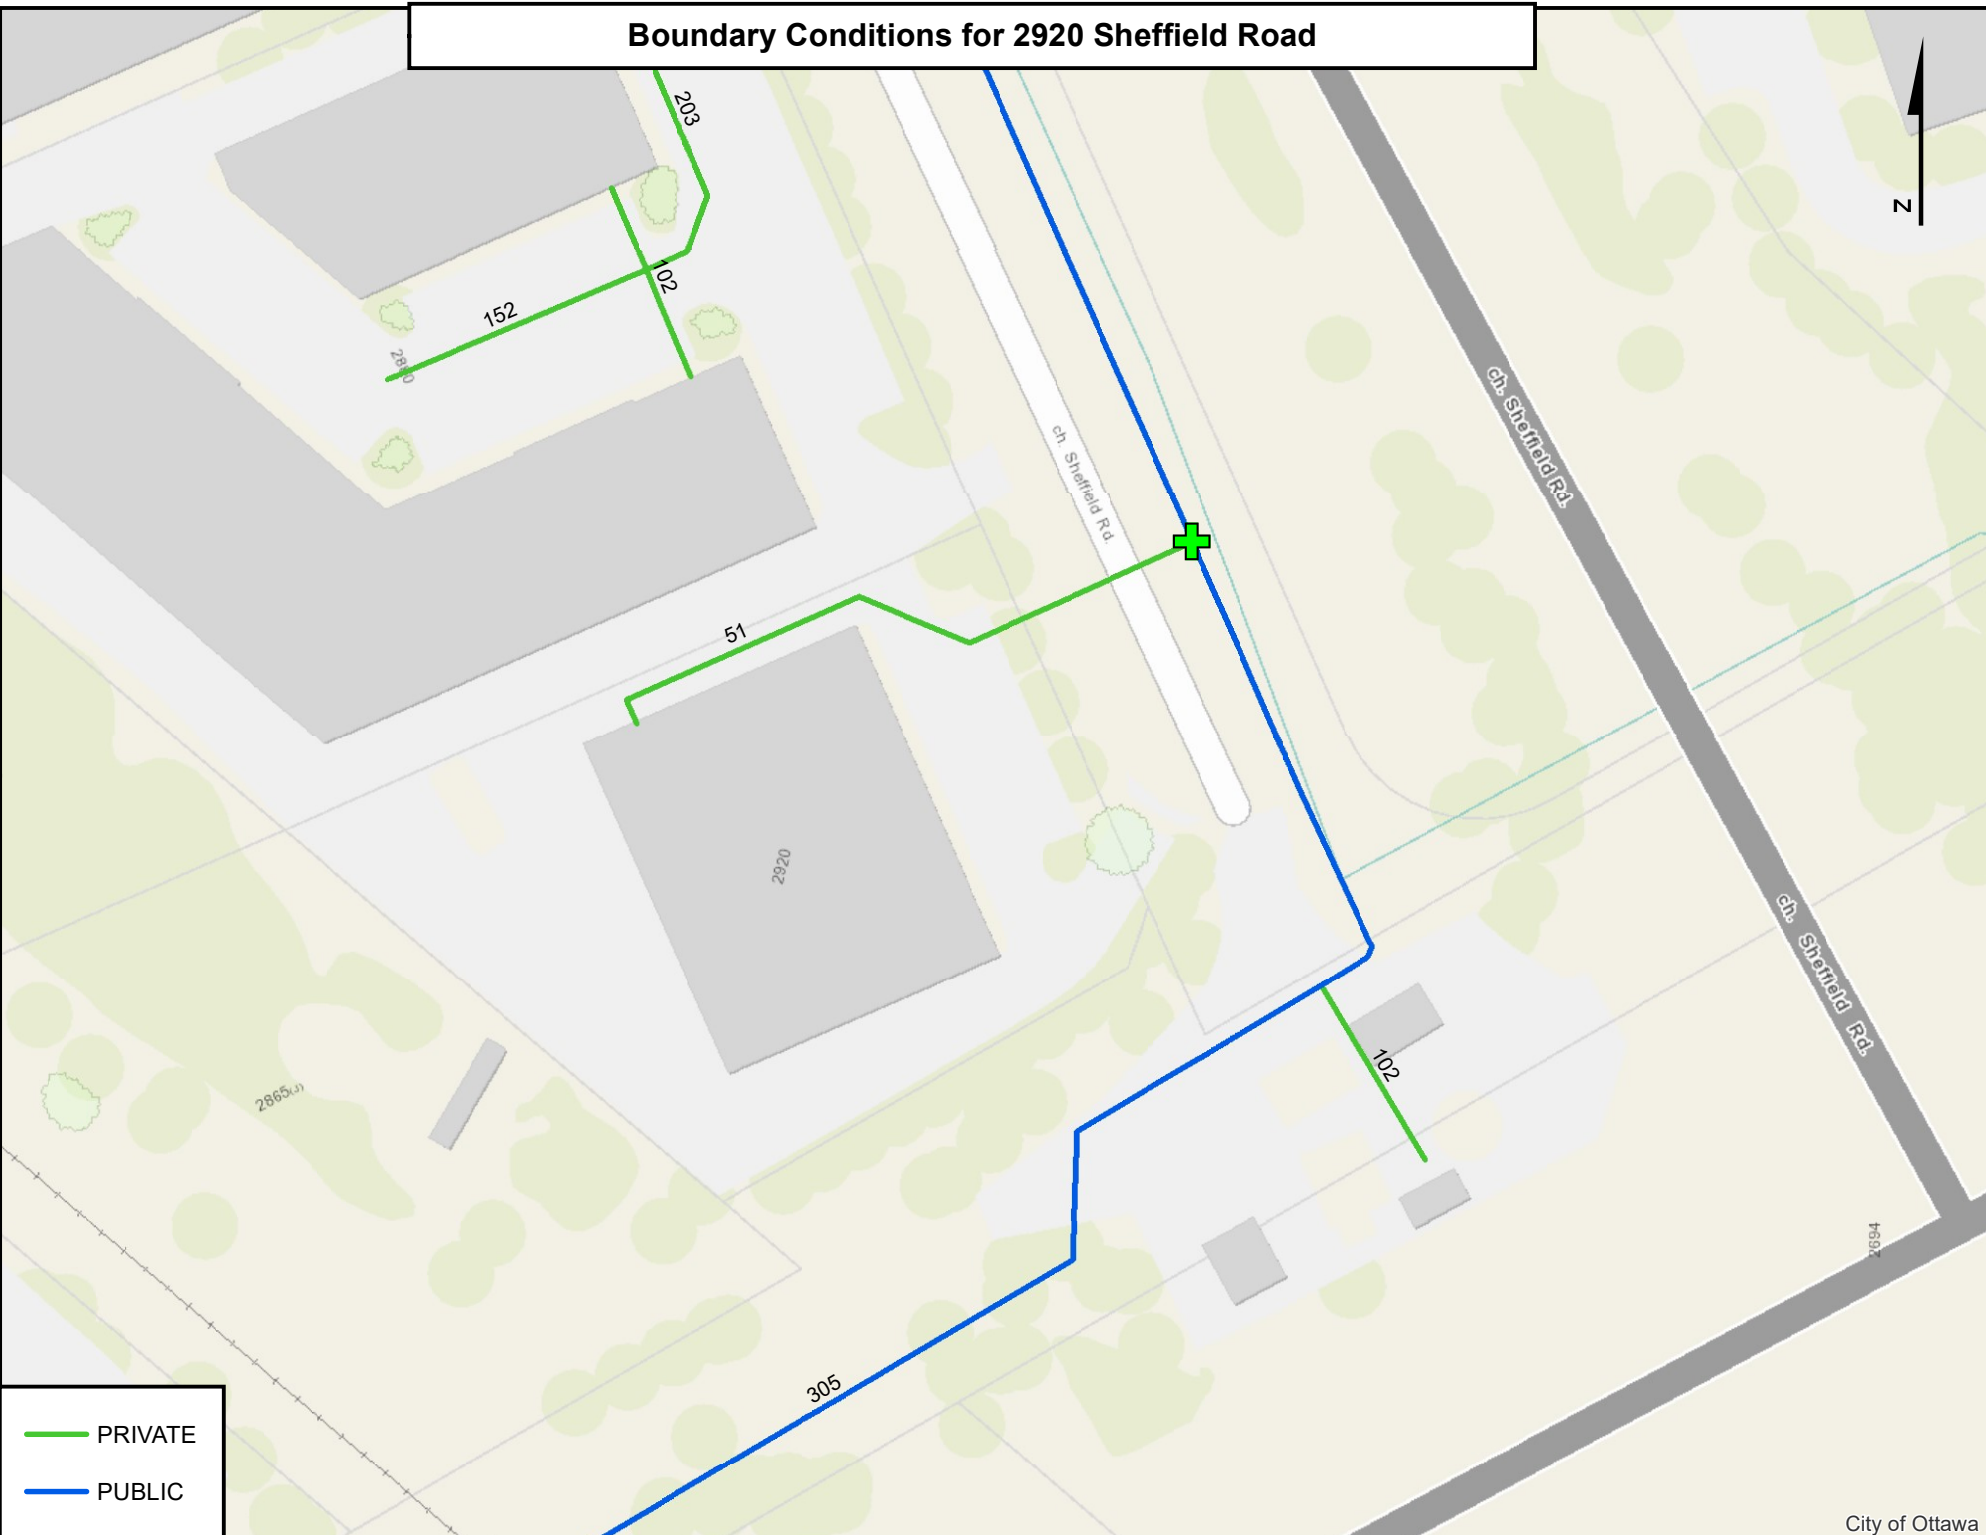 Boundary Conditions for 2920 Sheffield Road
203
N
102
152
2880
ch. Sheffield Rd.
ch. Sheffield Rd.
51
2920
ch. Sheffield Rd.
102
2865(J)
2694
305
PRIVATE
PUBLIC
City of Ottawa